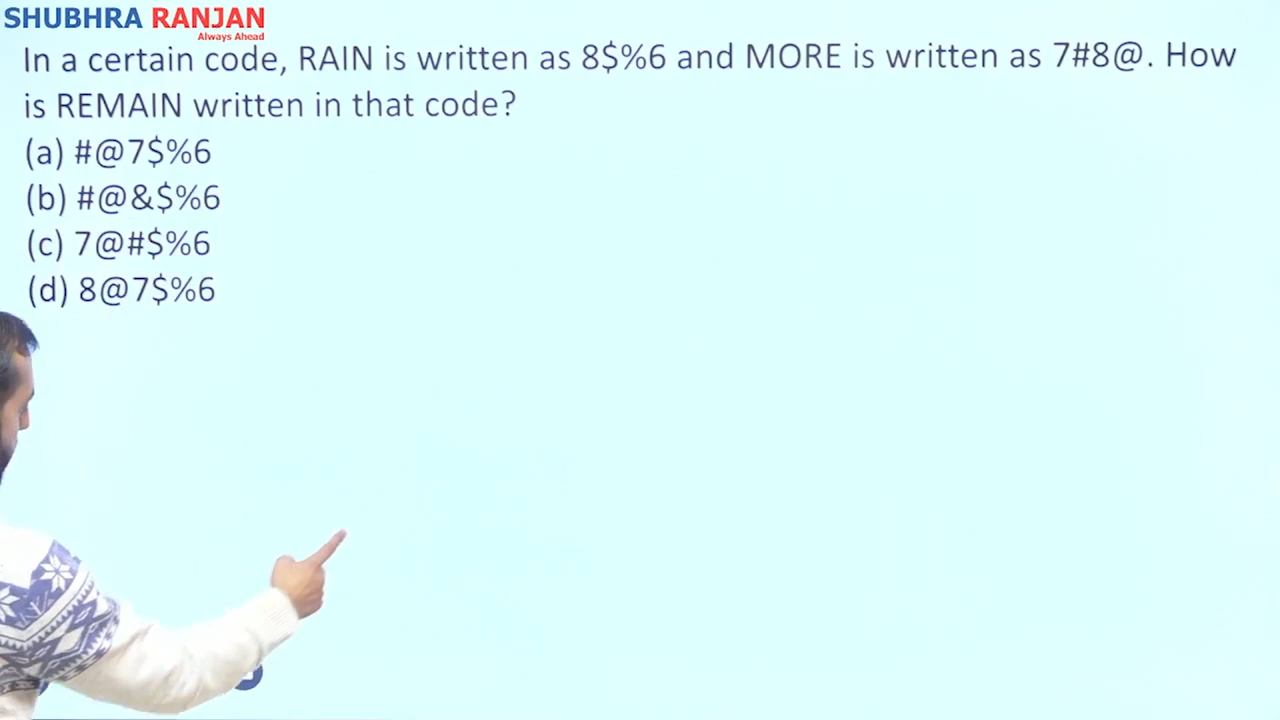 SHUBHRA RANJAN
Always Ahead
In a certain code, RAIN is written as 8$%6 and MORE is written as 7#8@. How
is REMAIN written in that code?
(a) #@7$%6
(b) #@&$%6
(c) 7@#$%6
(d) 8@7$%6